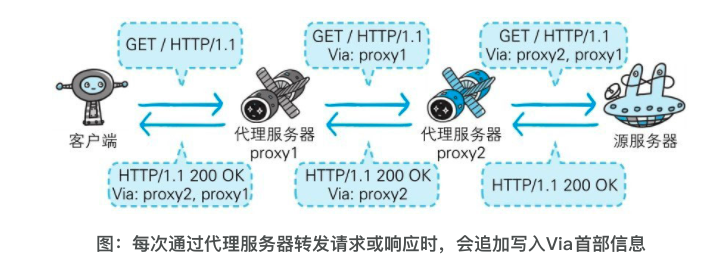 GET / HTTP/1.1
GET / HTTP/1.1
Via: proxy1
GET / HTTP/1.1
Via: proxy2, proxy1
客户端
代理服务器
proxy1
代理服务器
proxy2
源服务器
HTTP/1.1 200 OK
Via: proxy2, proxy1
HTTP/1.1 200 OK
Via: proxy2
HTTP/1.1 200 OK
图：每次通过代理服务器转发请求或响应时，会追加写入Via首部信息